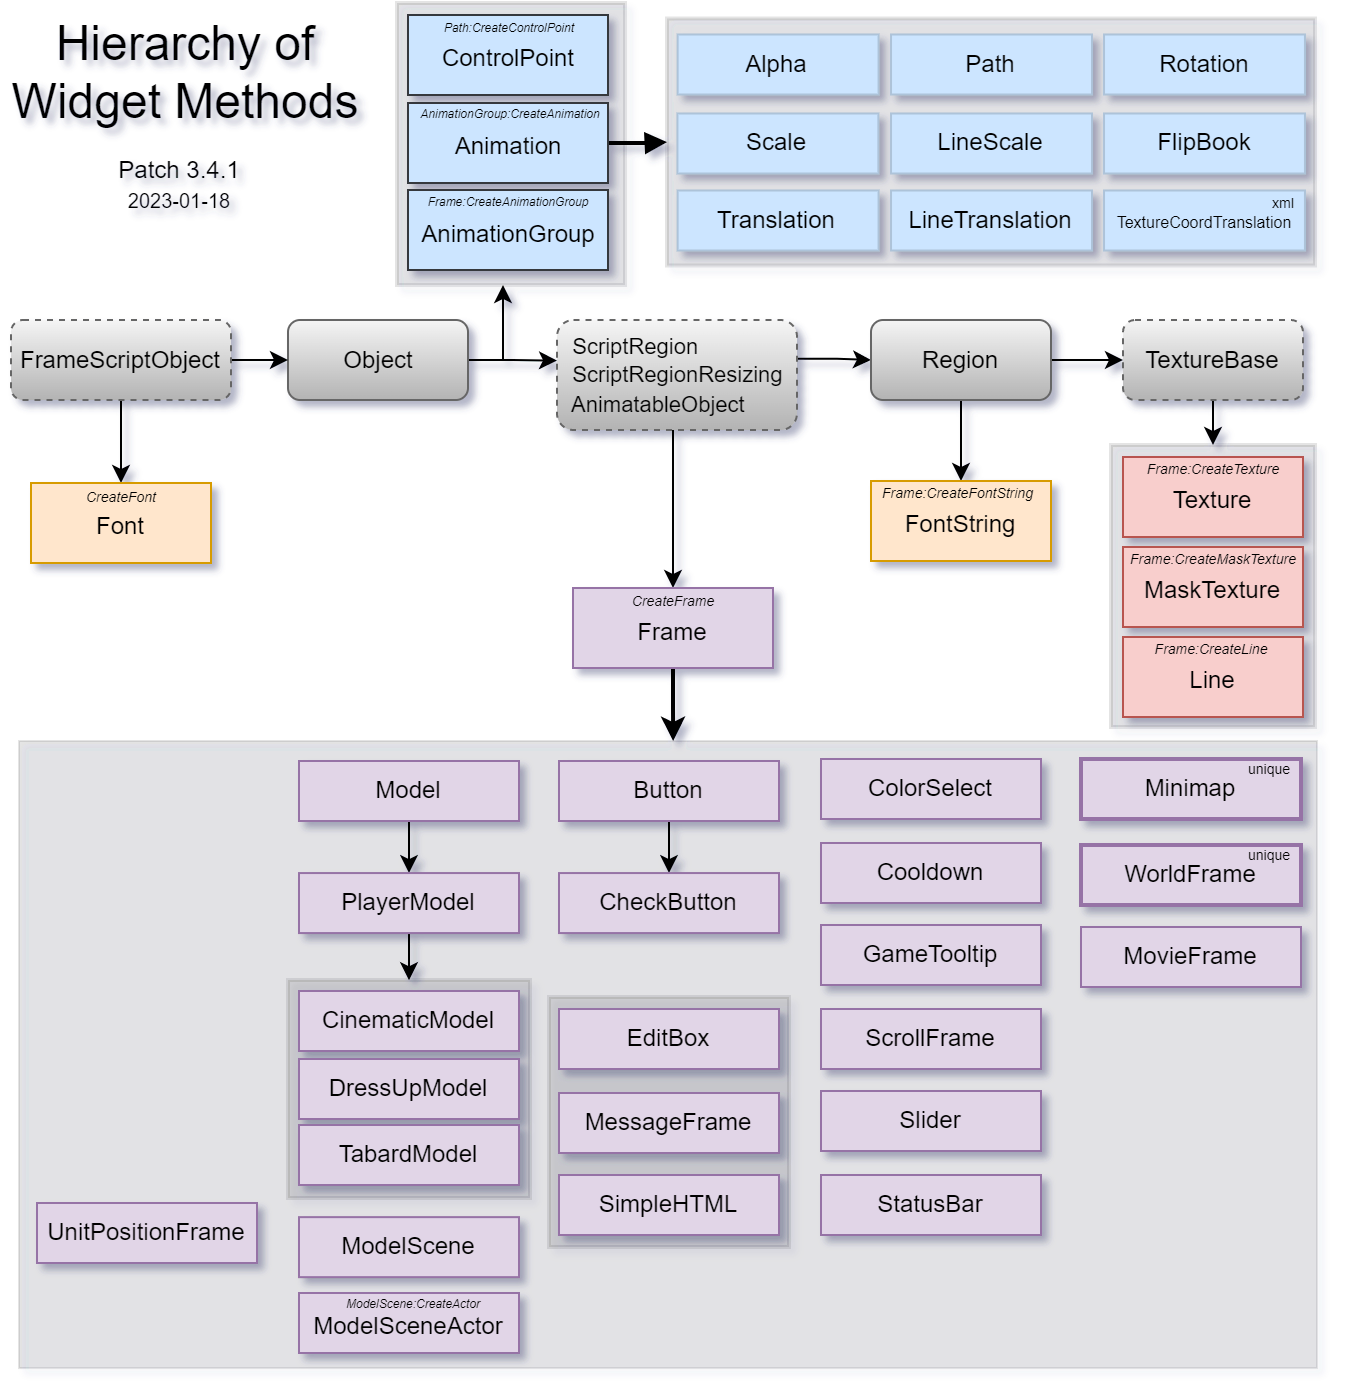 Hierarchy of
Widget Methods
Patch 3.4.1
2023-01-18
Path:CreateControlPoint
ControlPoint
AnimationGroup:CreateAnimation
Animation
Frame:CreateAnimationGroup
AnimationGroup
Alpha
Path
Rotation
Scale
LineScale
FlipBook
Translation
LineTranslation
xml
TextureCoordTranslation
FrameScriptObject
Object
ScriptRegion
ScriptRegionResizing
AnimatableObject
Region
TextureBase
CreateFont
Font
Frame:CreateFontString
FontString
Frame:CreateTexture
Texture
Frame:CreateMaskTexture
MaskTexture
Frame:CreateLine
Line
CreateFrame
Frame
Model
PlayerModel
CinematicModel
DressUpModel
TabardModel
UnitPositionFrame
ModelScene
ModelScene:CreateActor
ModelSceneActor
Button
CheckButton
EditBox
MessageFrame
SimpleHTML
ColorSelect
Cooldown
GameTooltip
ScrollFrame
Slider
StatusBar
unique
Minimap
unique
WorldFrame
MovieFrame